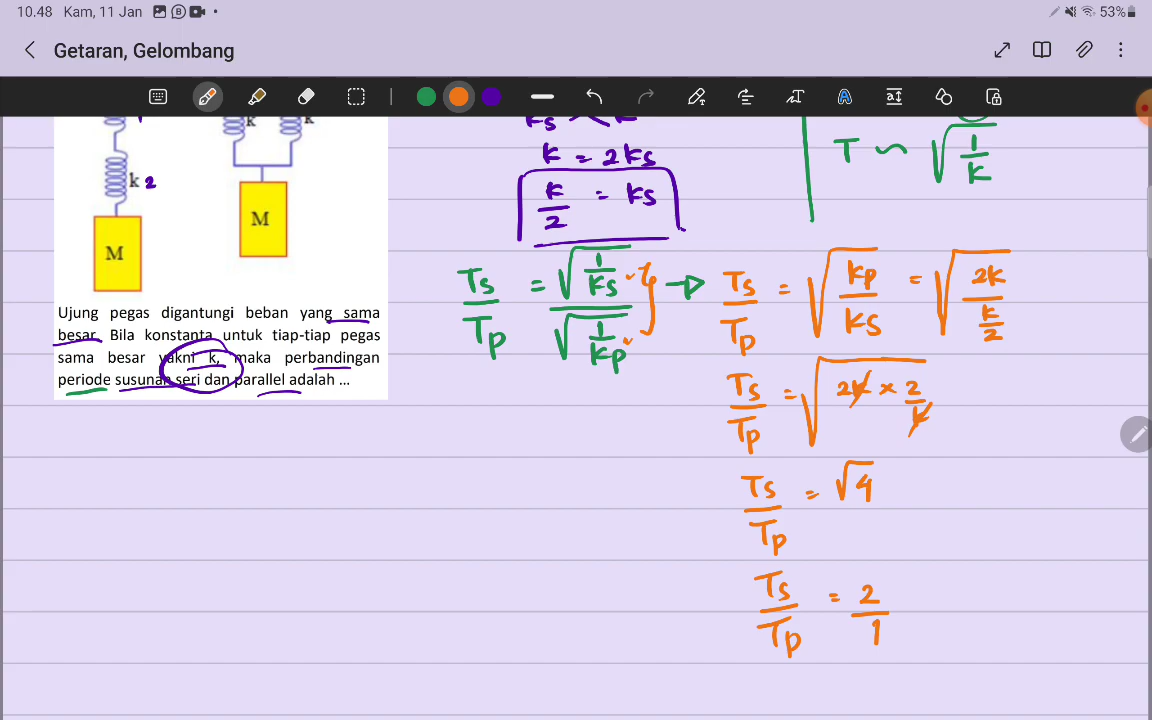 10.48 Kam, 11 Jan
53%
Getaran, Gelombang
k
k
k 2
M
M
Ujung pegas digantungi beban yang sama
besar. Bila konstanta untuk tiap-tiap pegas
sama besar yakni k, maka perbandingan
periode susunan seri dan parallel adalah ...
ks k
k = 2ks
k/2 = ks
T ∽ √(1/k)
Ts/Tp = √(1/ks) / √(1/kp)
Ts/Tp = √(kp/ks) = √(2k/(k/2))
Ts/Tp = √(2k × 2/k)
Ts/Tp = √4
Ts/Tp = 2/1